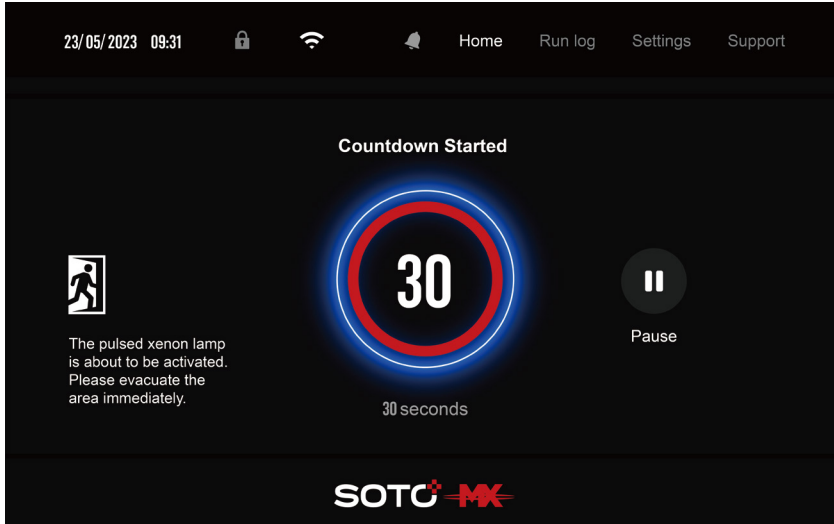 23/05/2023 09:31 Home Run log Settings Support
Countdown Started
30
The pulsed xenon lamp
is about to be activated.
Please evacuate the
area immediately.
Pause
30 seconds
SOTO MX